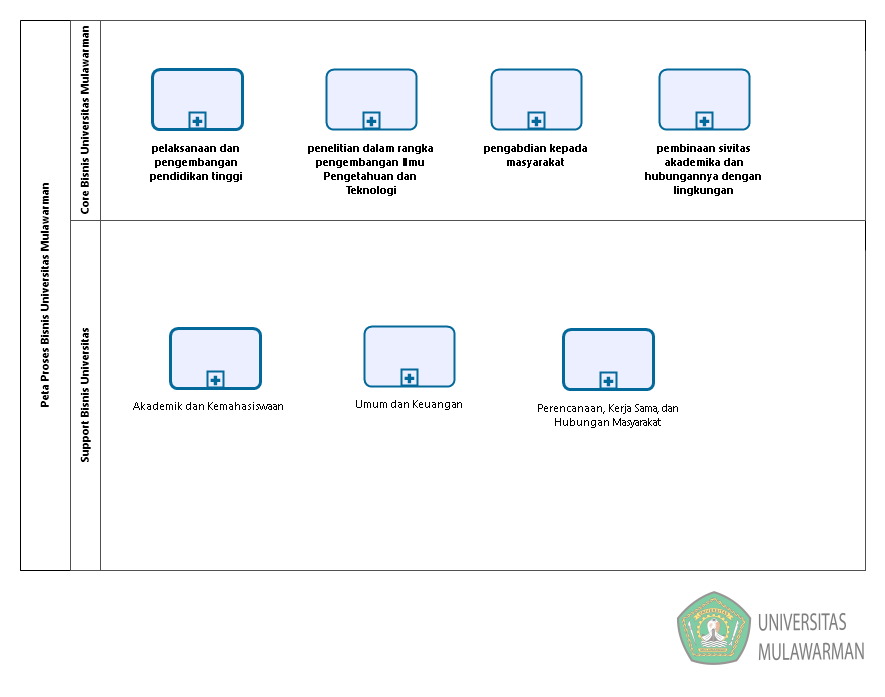 Peta Proses Bisnis Universitas Mulawarman
Core Bisnis Universitas Mulawarman
pelaksanaan dan
pengembangan
pendidikan tinggi
penelitian dalam rangka
pengembangan Ilmu
Pengetahuan dan
Teknologi
pengabdian kepada
masyarakat
pembinaan sivitas
akademika dan
hubungannya dengan
lingkungan
Support Bisnis Universitas
Akademik dan Kemahasiswaan
Umum dan Keuangan
Perencanaan, Kerja Sama, dan
Hubungan Masyarakat
UNIVERSITAS
MULAWARMAN